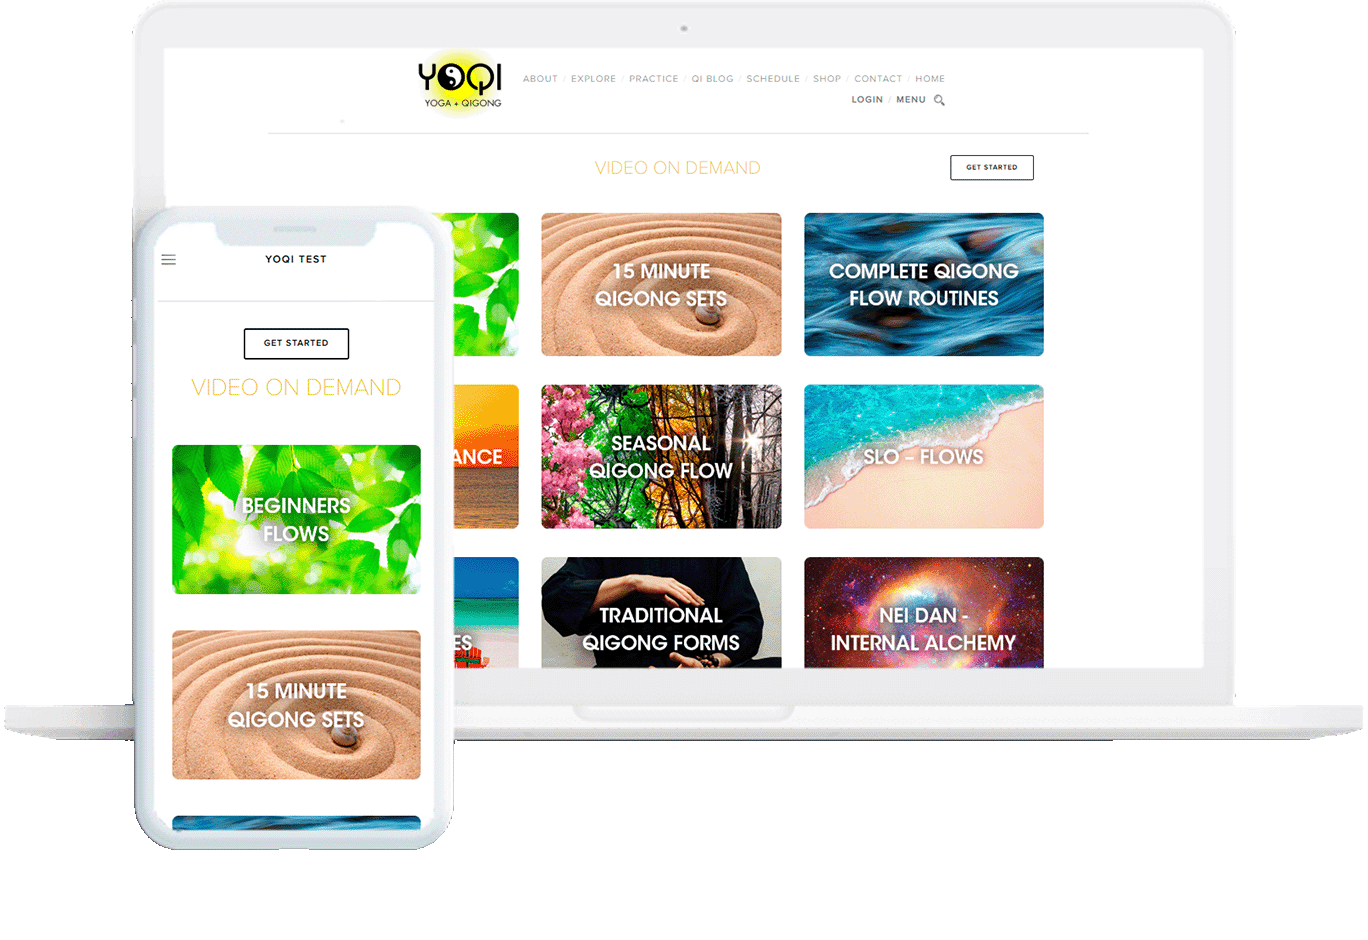 YOQI
YOGA + QIGONG
ABOUT / EXPLORE / PRACTICE / QI BLOG / SCHEDULE / SHOP / CONTACT / HOME
LOGIN / MENU
VIDEO ON DEMAND
GET STARTED
15 MINUTE
QIGONG SETS
COMPLETE QIGONG
FLOW ROUTINES
ANCE
SEASONAL
QIGONG FLOW
SLO – FLOWS
ES
TRADITIONAL
QIGONG FORMS
NEI DAN -
INTERNAL ALCHEMY
YOQI TEST
GET STARTED
VIDEO ON DEMAND
BEGINNERS
FLOWS
15 MINUTE
QIGONG SETS